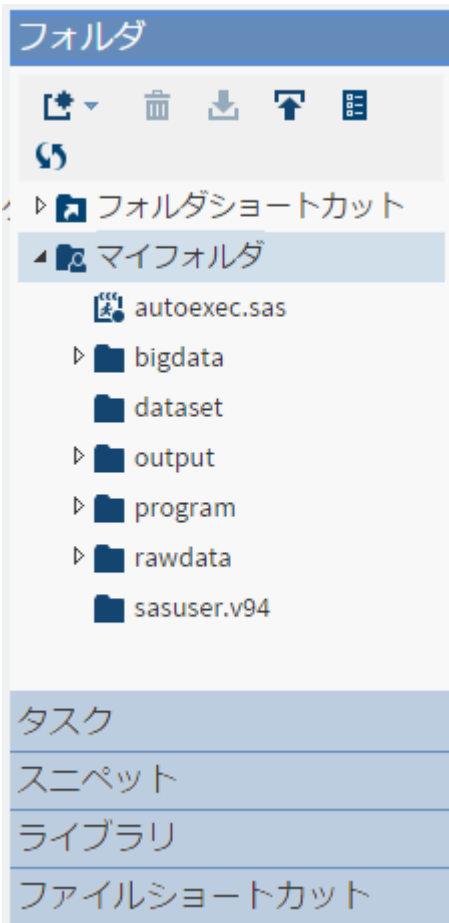 フォルダ
フォルダショートカット
マイフォルダ
autoexec.sas
bigdata
dataset
output
program
rawdata
sasuser.v94
タスク
スニペット
ライブラリ
ファイルショートカット